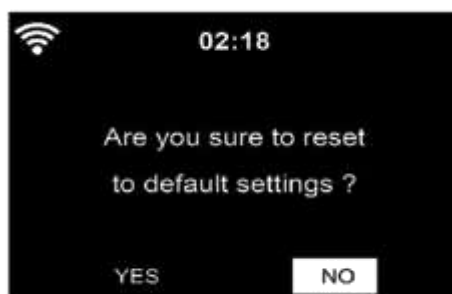 02:18
Are you sure to reset
to default settings ?
YES NO